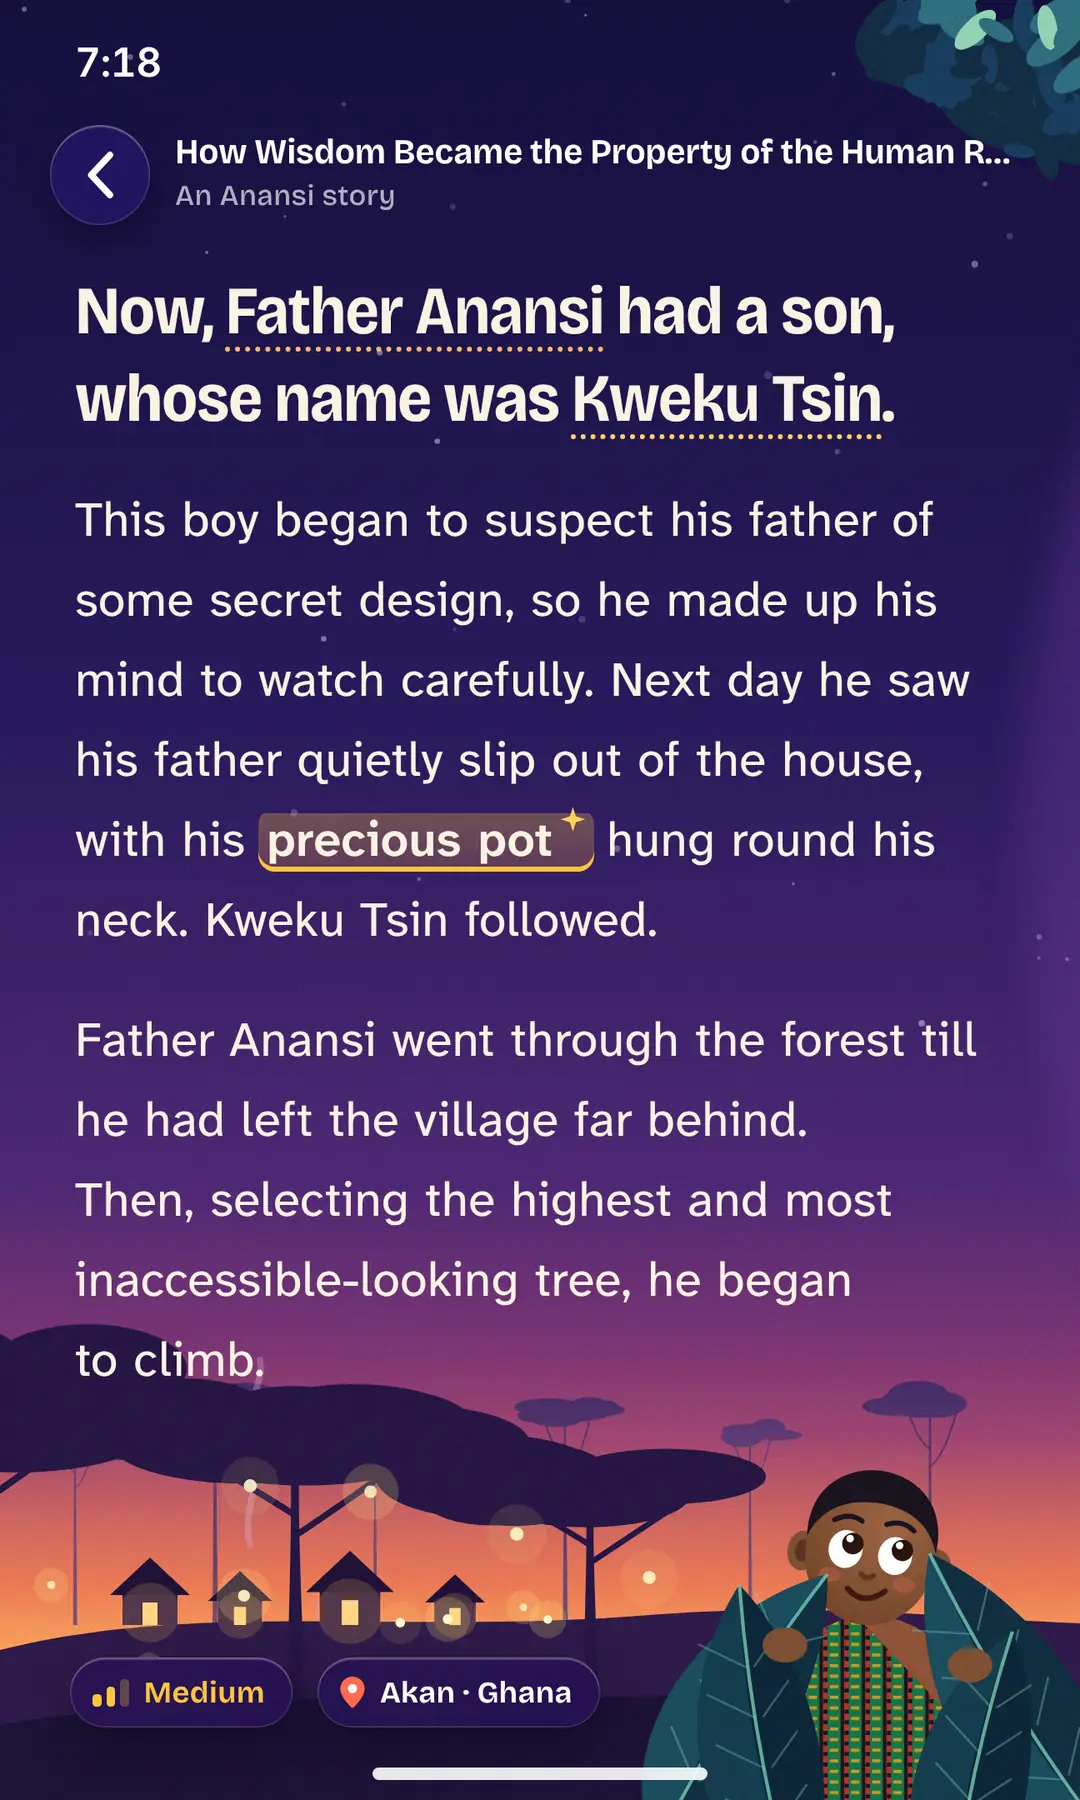 7:18
How Wisdom Became the Property of the Human R...
An Anansi story
Now, Father Anansi had a son,
whose name was Kweku Tsin.
This boy began to suspect his father of
some secret design, so he made up his
mind to watch carefully. Next day he saw
his father quietly slip out of the house,
with his precious pot hung round his
neck. Kweku Tsin followed.
Father Anansi went through the forest till
he had left the village far behind.
Then, selecting the highest and most
inaccessible-looking tree, he began
to climb.
Medium
Akan · Ghana